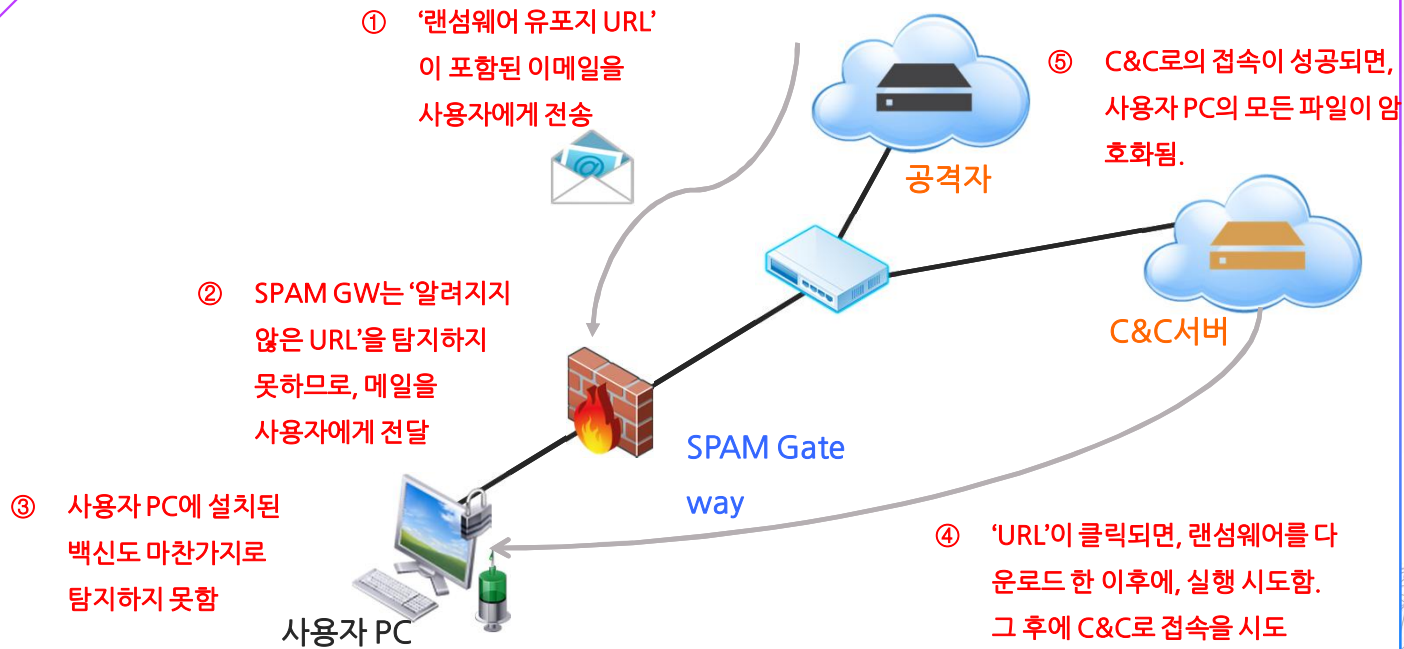 ① ‘랜섬웨어 유포지 URL’
이 포함된 이메일을
사용자에게 전송
공격자
⑤ C&C로의 접속이 성공되면,
사용자 PC의 모든 파일이 암
호화됨.
C&C서버
② SPAM GW는 ‘알려지지
않은 URL’을 탐지하지
못하므로, 메일을
사용자에게 전달
SPAM Gate
way
③ 사용자 PC에 설치된
백신도 마찬가지로
탐지하지 못함
사용자 PC
④ ‘URL’이 클릭되면, 랜섬웨어를 다
운로드 한 이후에, 실행 시도함.
그 후에 C&C로 접속을 시도